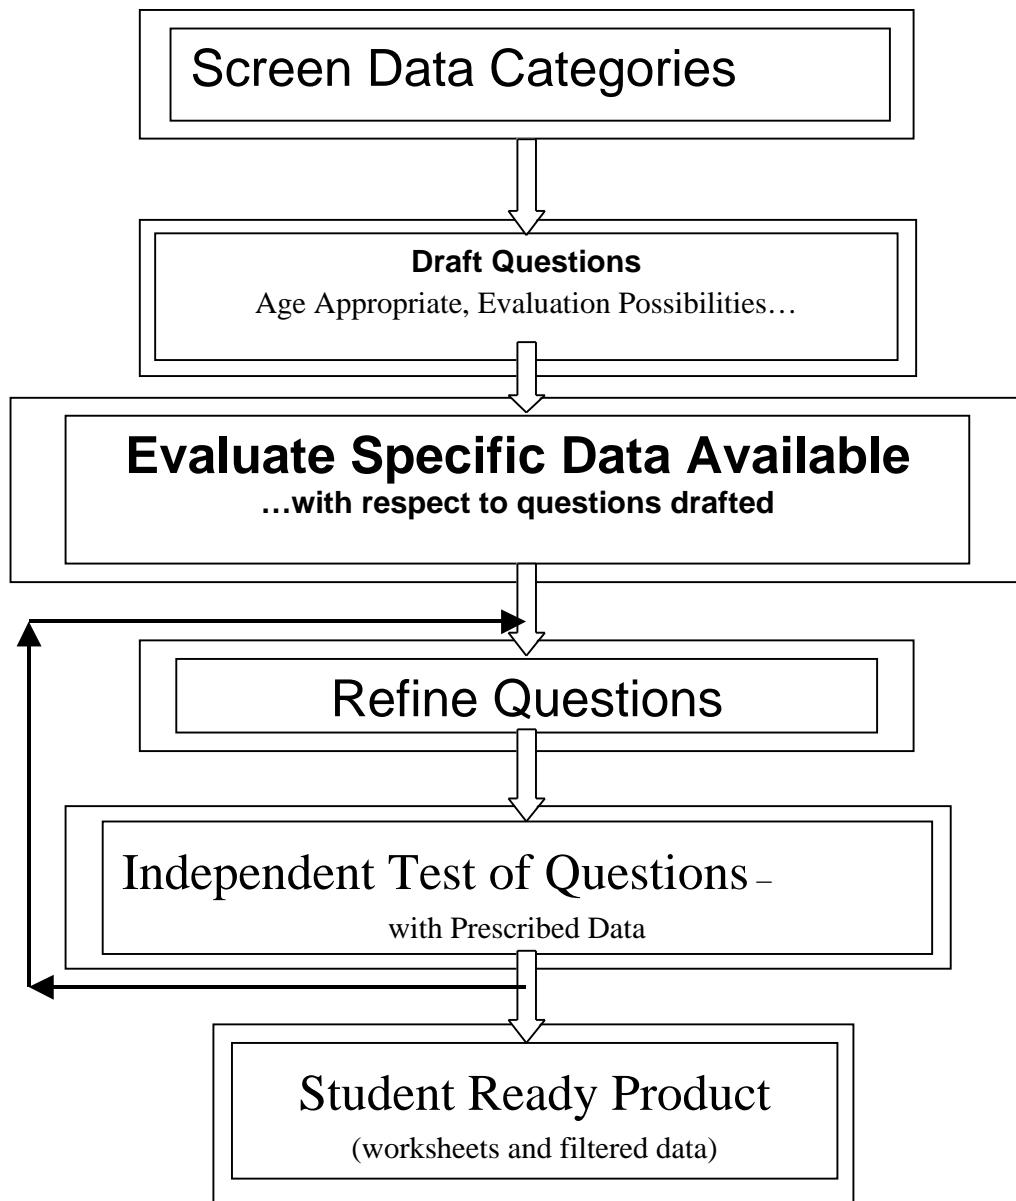 Screen Data Categories
Draft Questions
Age Appropriate, Evaluation Possibilities…
Evaluate Specific Data Available
…with respect to questions drafted
Refine Questions
Independent Test of Questions –
with Prescribed Data
Student Ready Product
(worksheets and filtered data)